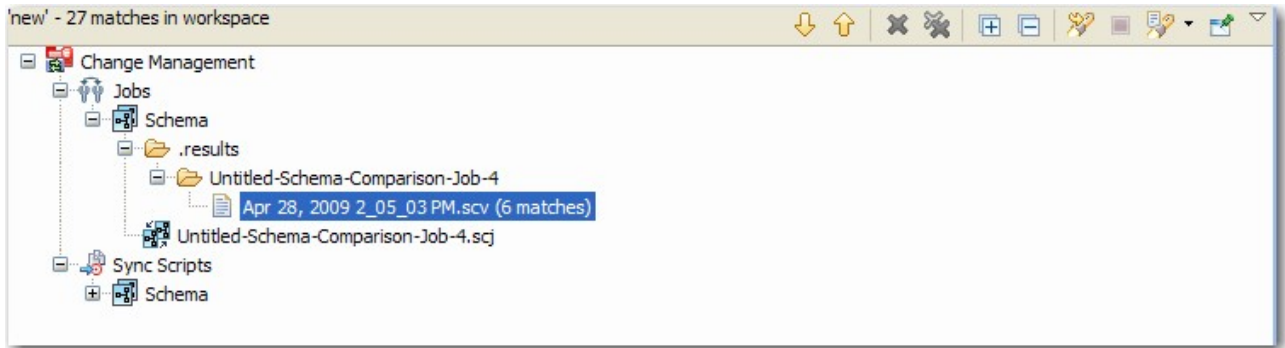 'new' - 27 matches in workspace
Change Management
Jobs
Schema
.results
Untitled-Schema-Comparison-Job-4
Apr 28, 2009 2_05_03 PM.scv (6 matches)
Untitled-Schema-Comparison-Job-4.scj
Sync Scripts
Schema